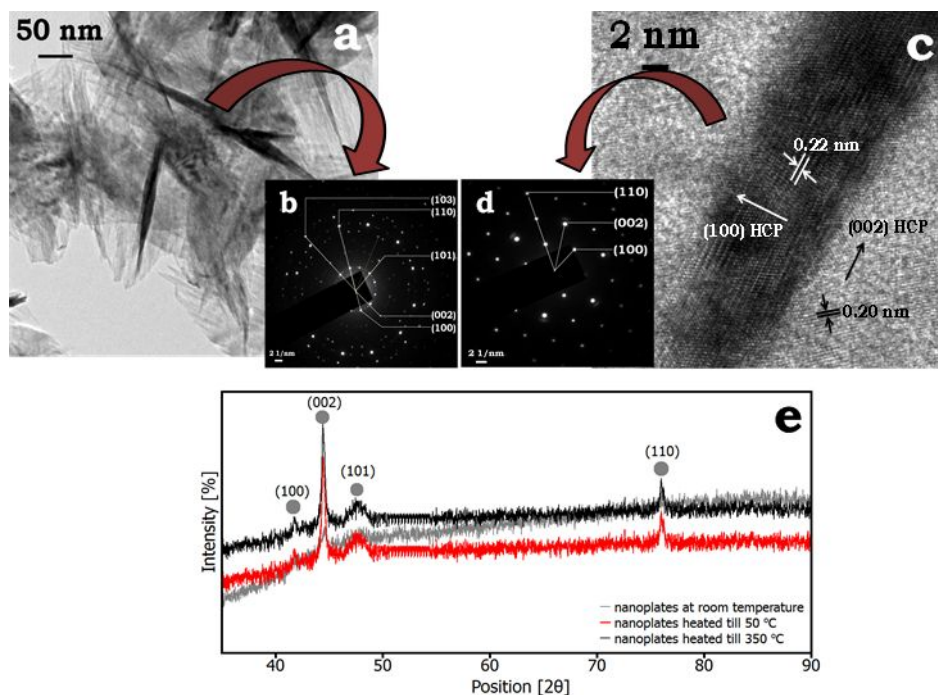 50 nm
a
2 nm
c
0.22 nm
(100) HCP
(002) HCP
0.20 nm
b
(103)
(110)
(101)
(002)
(100)
2 1/nm
d
(110)
(002)
(100)
2 1/nm
e
(002)
(100)
(101)
(110)
Intensity [%]
nanoplates at room temperature
nanoplates heated till 50 °C
nanoplates heated till 350 °C
40 50 60 70 80 90
Position [2θ]